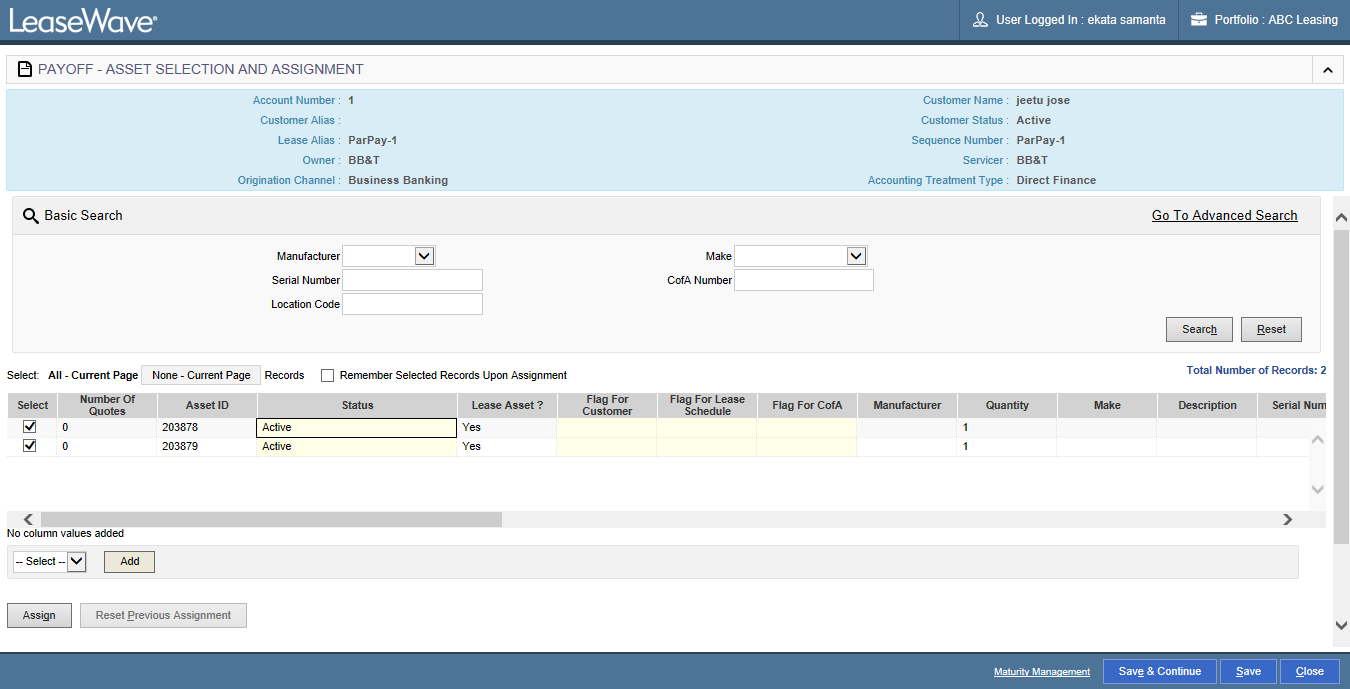 LeaseWave®
User Logged In : ekata samanta
Portfolio : ABC Leasing
PAYOFF - ASSET SELECTION AND ASSIGNMENT
Account Number : 1
Customer Name : jeetu jose
Customer Alias :
Customer Status : Active
Lease Alias : ParPay-1
Sequence Number : ParPay-1
Owner : BB&T
Servicer : BB&T
Origination Channel : Business Banking
Accounting Treatment Type : Direct Finance
Basic Search
Go To Advanced Search
Manufacturer
Make
Serial Number
CofA Number
Location Code
Search
Reset
Select: All - Current Page None - Current Page Records Remember Selected Records Upon Assignment
Total Number of Records: 2
Select Number Of Quotes Asset ID Status Lease Asset ? Flag For Customer Flag For Lease Schedule Flag For CofA Manufacturer Quantity Make Description Serial Num
0 203878 Active Yes 1
0 203879 Active Yes 1
No column values added
-- Select -- Add
Assign Reset Previous Assignment
Maturity Management Save & Continue Save Close